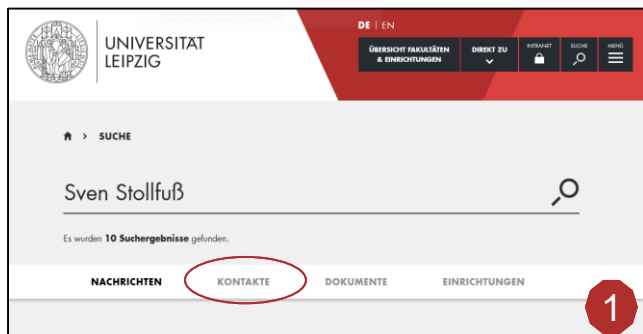 DE | EN
UNIVERSITÄT
LEIPZIG
ÜBERSICHT FAKULTÄTEN
& EINRICHTUNGEN
DIREKT ZU
INTRANET
SUCHE
MENÜ
> SUCHE
Sven Stollfuß
Es wurden 10 Suchergebnisse gefunden.
NACHRICHTEN KONTAKTE DOKUMENTE EINRICHTUNGEN
1